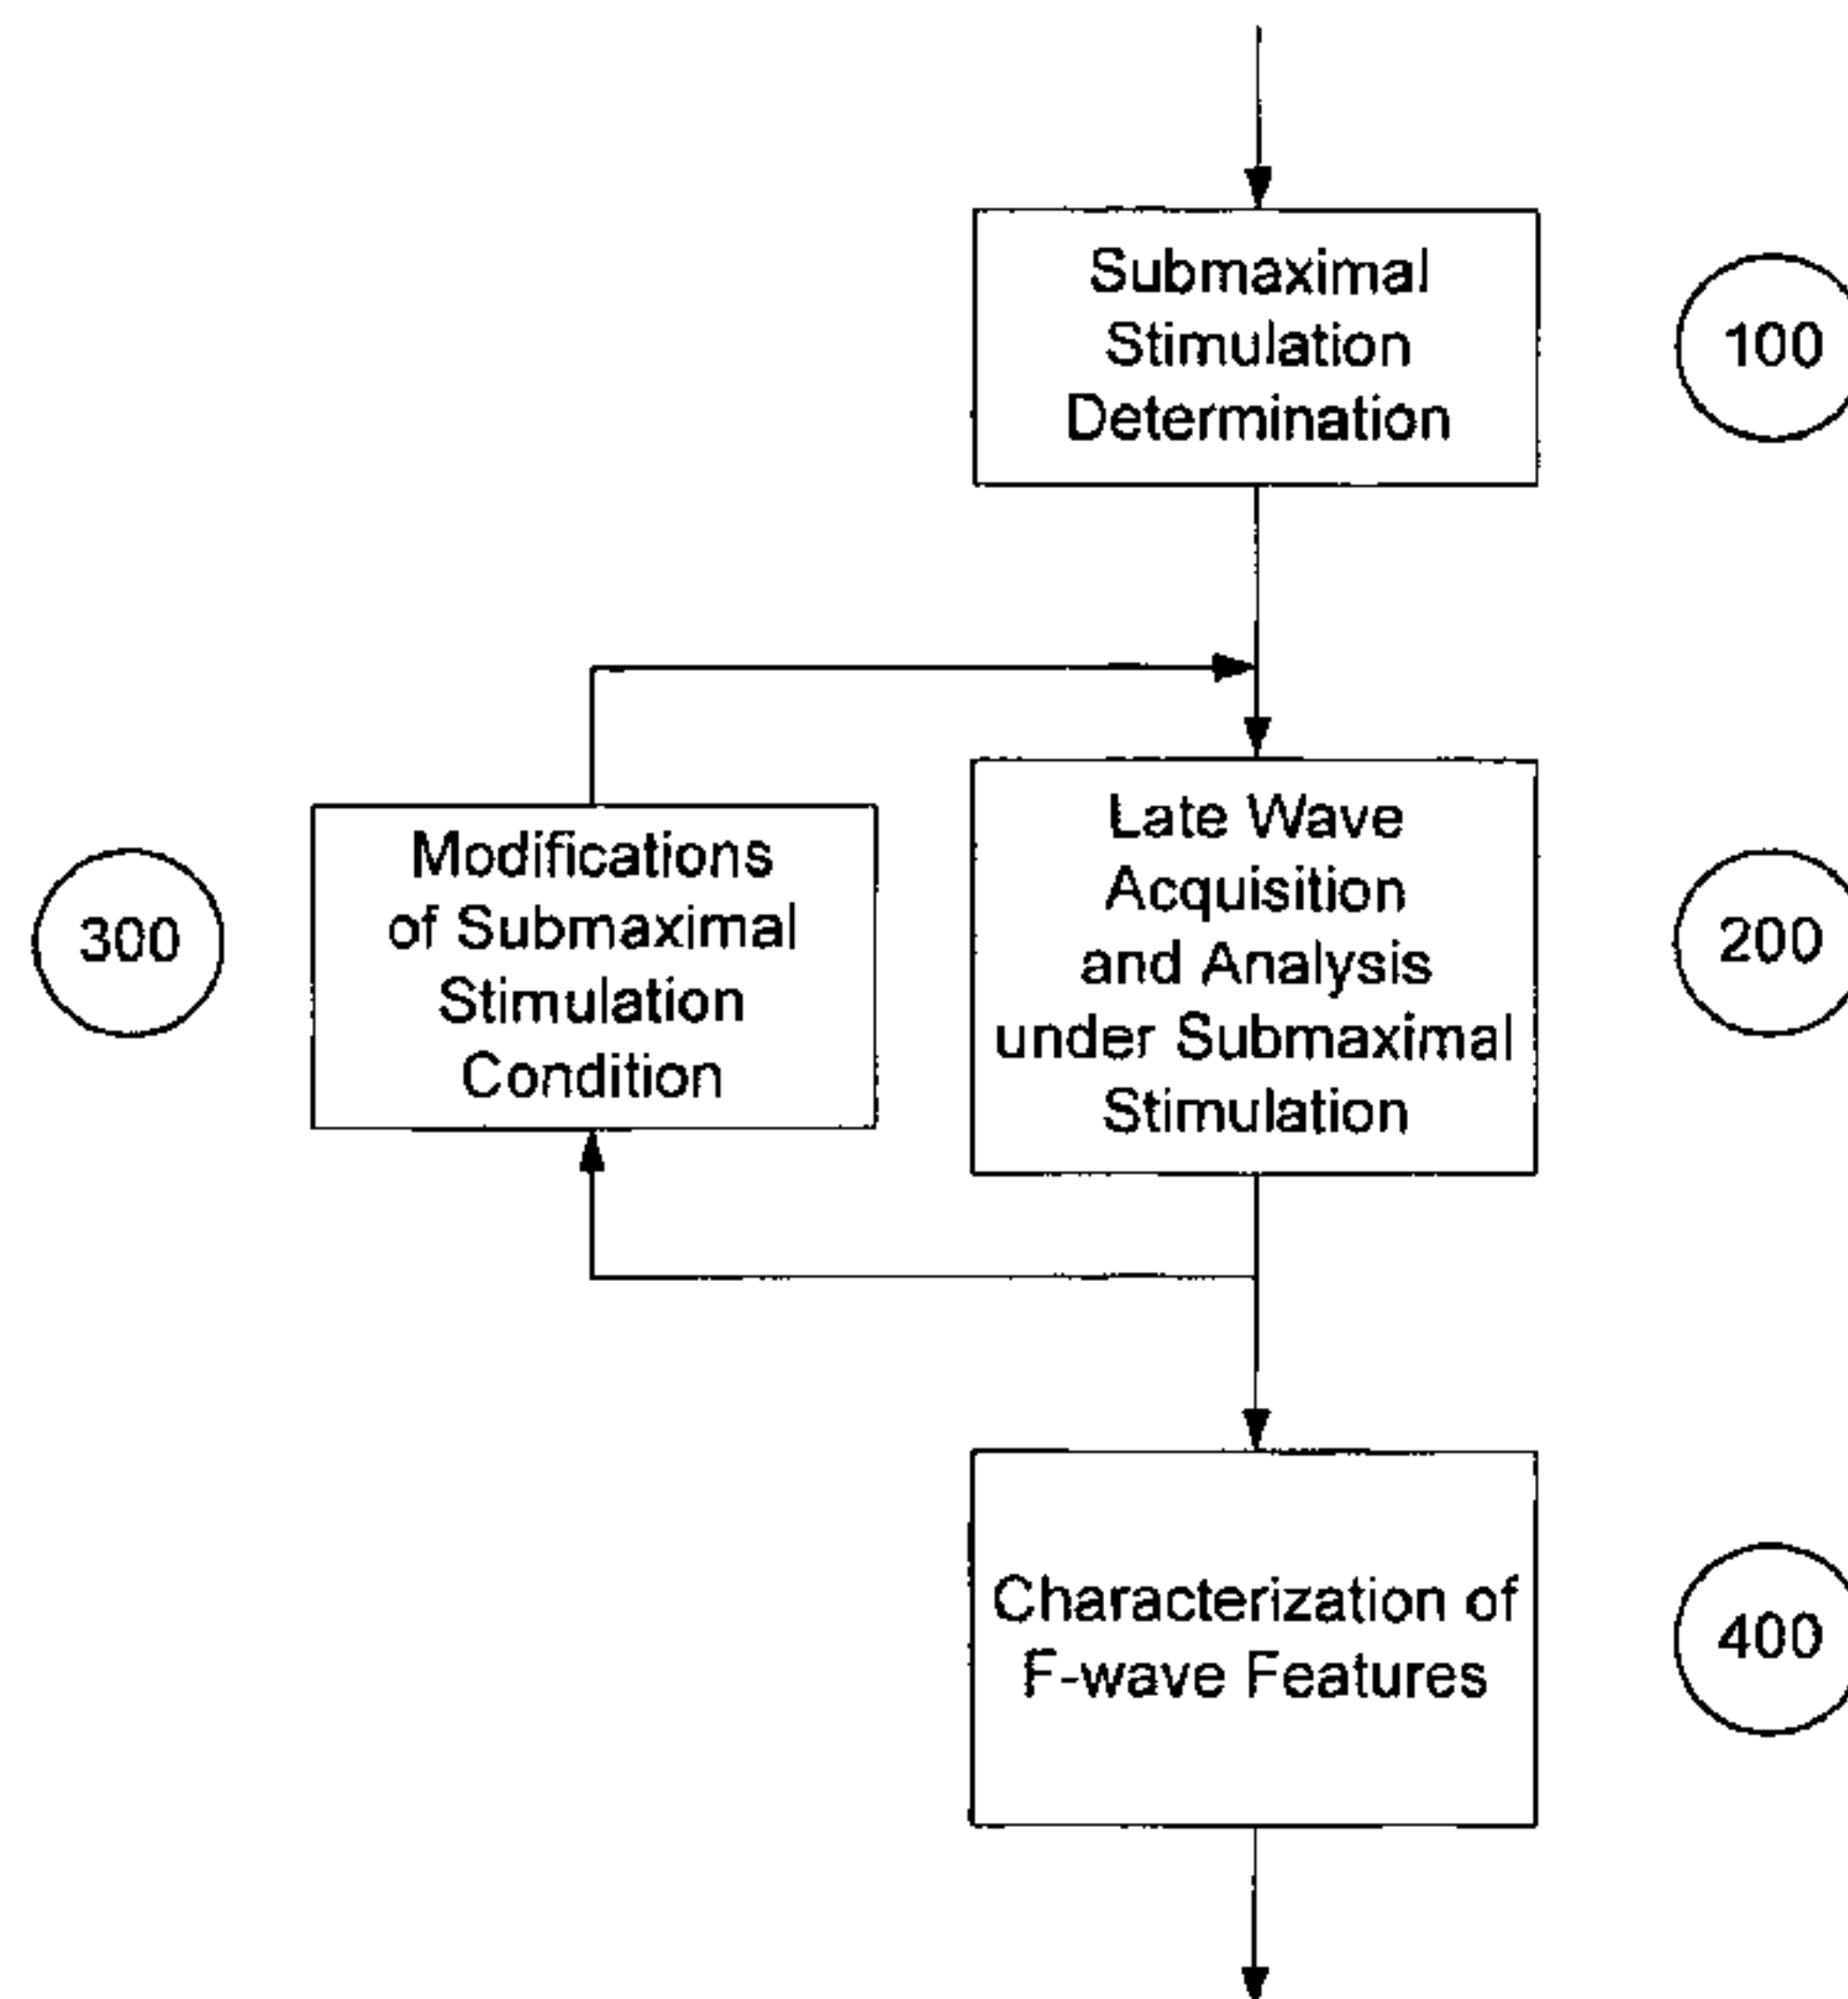 Submaximal
Stimulation
Determination
100
Modifications
of Submaximal
Stimulation
Condition
300
Late Wave
Acquisition
and Analysis
under Submaximal
Stimulation
200
Characterization of
F-wave Features
400